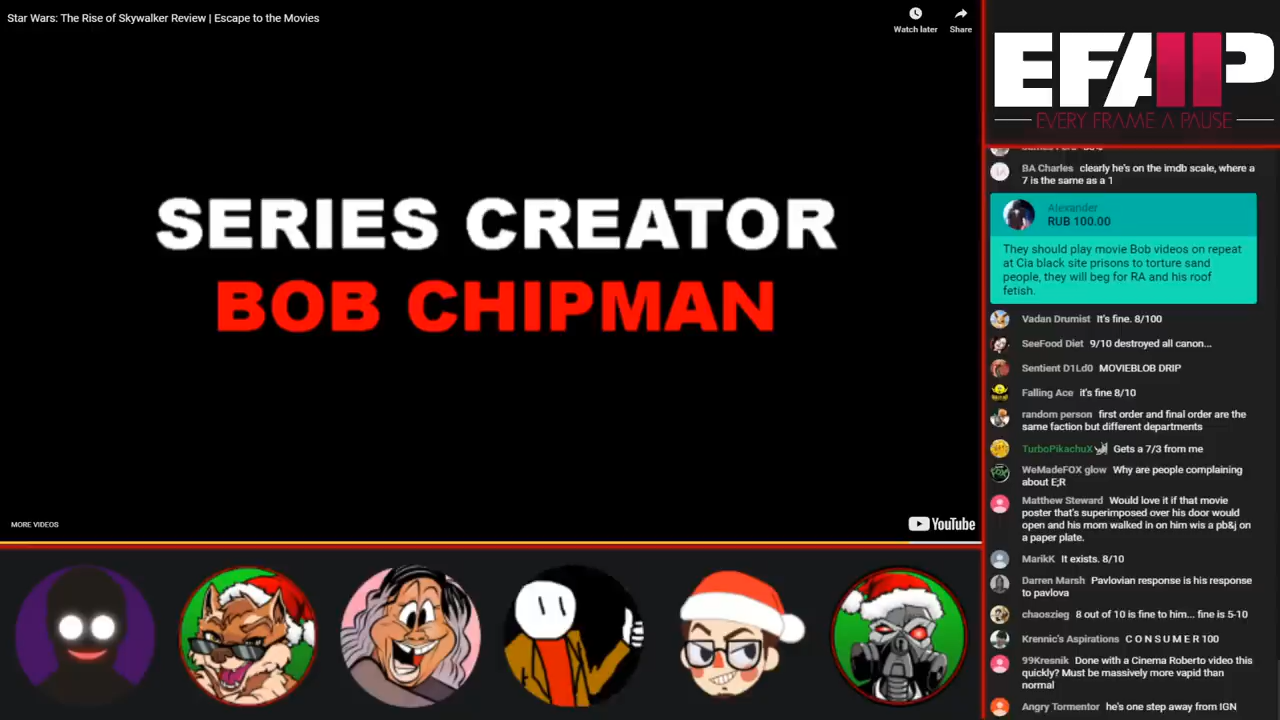 Star Wars: The Rise of Skywalker Review | Escape to the Movies
Watch later
Share
SERIES CREATOR
BOB CHIPMAN
MORE VIDEOS
YouTube
EFAP
EVERY FRAME A PAUSE
BA Charles clearly he's on the imdb scale, where a
7 is the same as a 1
Alexander
RUB 100.00
They should play movie Bob videos on repeat
at Cia black site prisons to torture sand
people, they will beg for RA and his roof
fetish.
Vadan Drumist It's fine. 8/100
SeeFood Diet 9/10 destroyed all canon...
Sentient D1Ld0 MOVIEBLOB DRIP
Falling Ace it's fine 8/10
random person first order and final order are the
same faction but different departments
TurboPikachuX Gets a 7/3 from me
WeMadeFOX glow Why are people complaining
about E;R
Matthew Steward Would love it if that movie
poster that's superimposed over his door would
open and his mom walked in on him wis a pb&j on
a paper plate.
MarikK It exists. 8/10
Darren Marsh Pavlovian response is his response
to pavlova
chaoszieg 8 out of 10 is fine to him... fine is 5-10
Krennic's Aspirations C O N S U M E R 100
99Kresnik Done with a Cinema Roberto video this
quickly? Must be massively more vapid than
normal
Angry Tormentor he's one step away from IGN